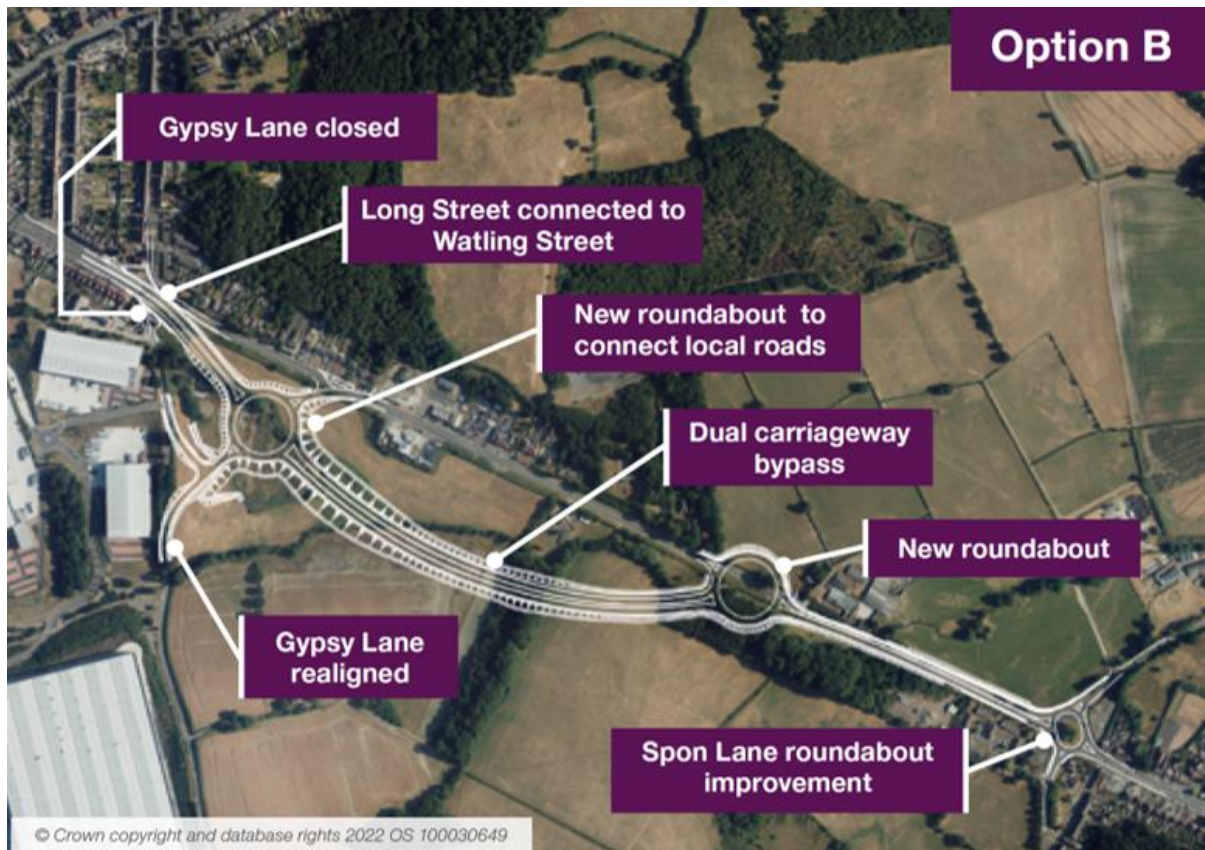 Option B
Gypsy Lane closed
Long Street connected to
Watling Street
New roundabout to
connect local roads
Dual carriageway
bypass
New roundabout
Gypsy Lane
realigned
Spon Lane roundabout
improvement
© Crown copyright and database rights 2022 OS 100030649